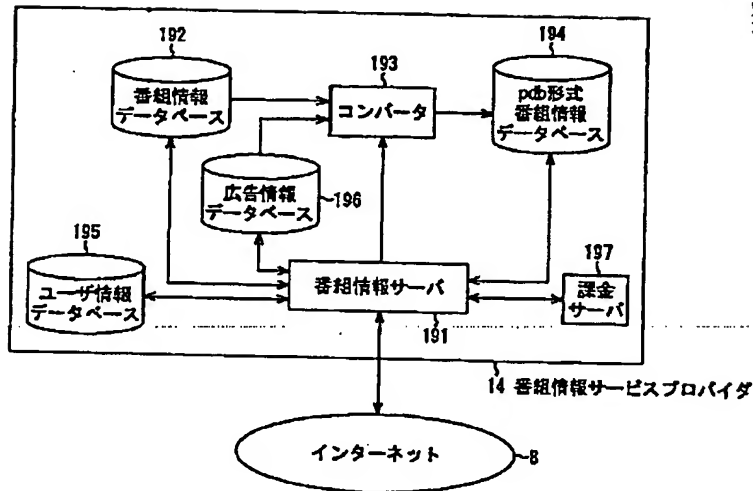 192
番組情報
データベース
193
コンバータ
194
pdb形式
番組情報
データベース
広告情報
データベース
196
195
ユーザ情報
データベース
番組情報サーバ
191
197
課金
サーバ
14 番組情報サービスプロバイダ
インターネット
8